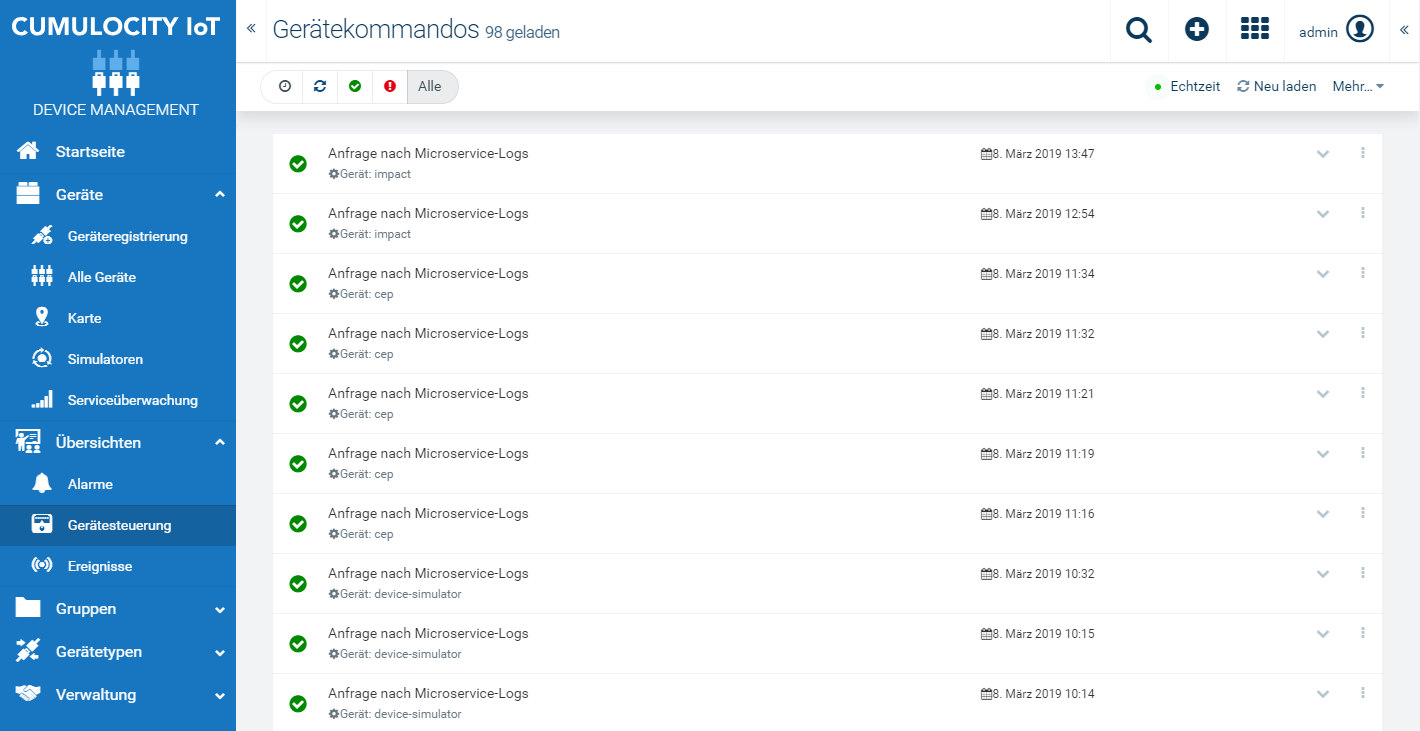 CUMULOCITY IoT
DEVICE MANAGEMENT
Startseite
Geräte
Geräteregistrierung
Alle Geräte
Karte
Simulatoren
Serviceüberwachung
Übersichten
Alarme
Gerätesteuerung
Ereignisse
Gruppen
Gerätetypen
Verwaltung
Gerätekommandos 98 geladen
admin
Alle
Echtzeit Neu laden Mehr...
Anfrage nach Microservice-Logs 8. März 2019 13:47
Gerät: impact
Anfrage nach Microservice-Logs 8. März 2019 12:54
Gerät: impact
Anfrage nach Microservice-Logs 8. März 2019 11:34
Gerät: cep
Anfrage nach Microservice-Logs 8. März 2019 11:32
Gerät: cep
Anfrage nach Microservice-Logs 8. März 2019 11:21
Gerät: cep
Anfrage nach Microservice-Logs 8. März 2019 11:19
Gerät: cep
Anfrage nach Microservice-Logs 8. März 2019 11:16
Gerät: cep
Anfrage nach Microservice-Logs 8. März 2019 10:32
Gerät: device-simulator
Anfrage nach Microservice-Logs 8. März 2019 10:15
Gerät: device-simulator
Anfrage nach Microservice-Logs 8. März 2019 10:14
Gerät: device-simulator